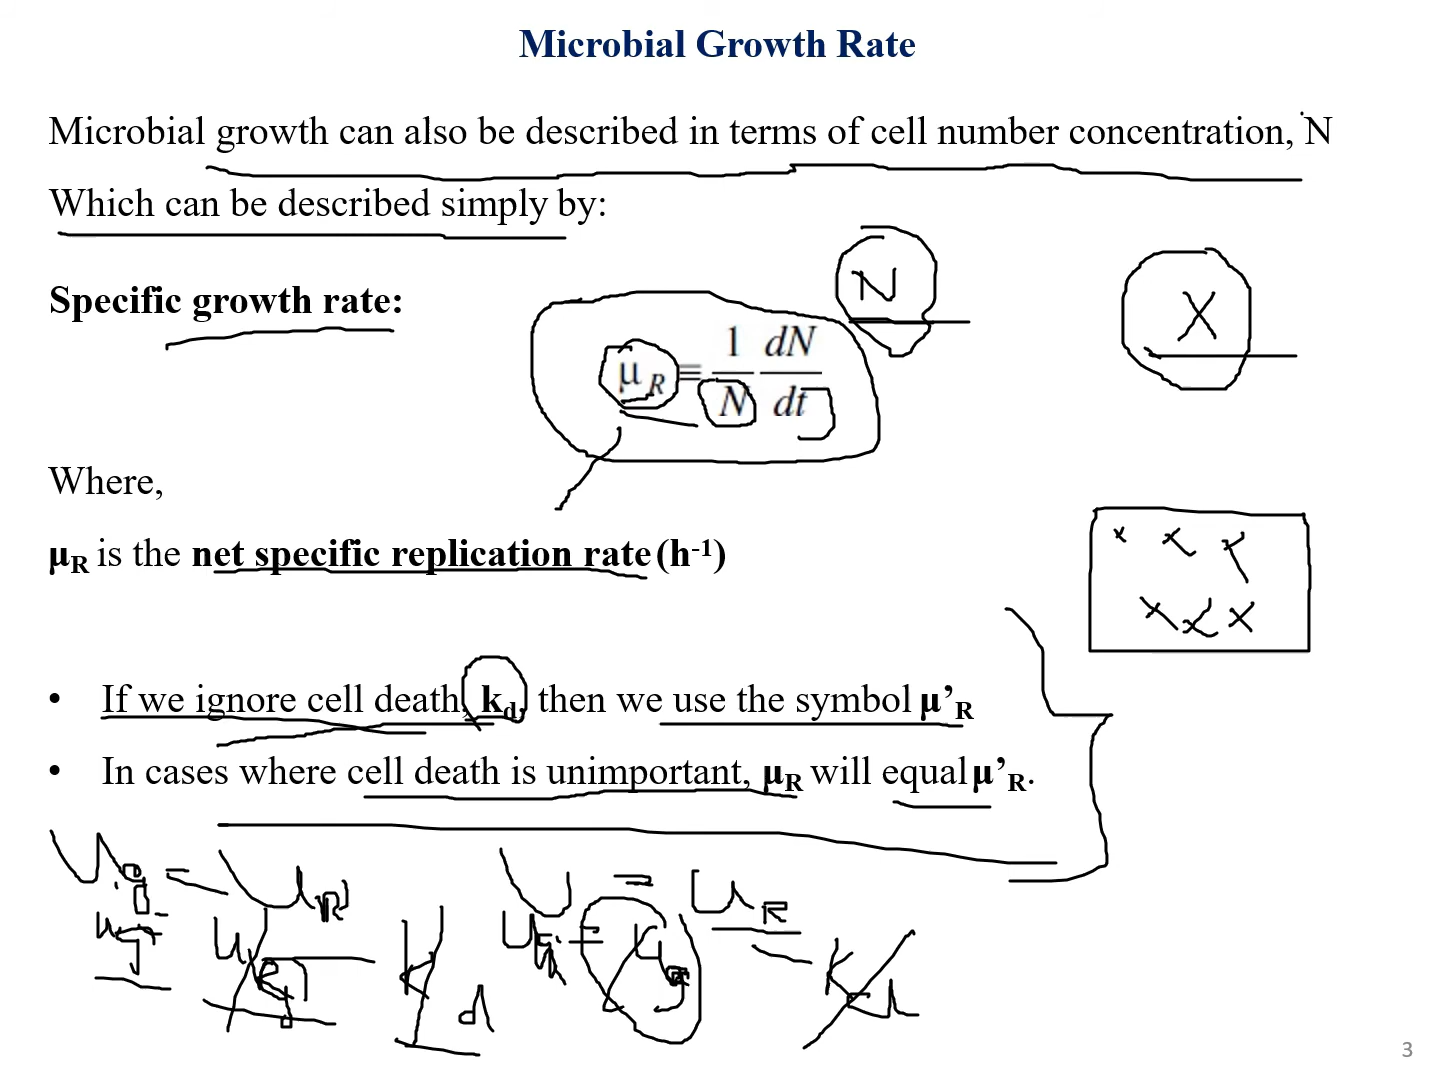 Microbial Growth Rate
Microbial growth can also be described in terms of cell number concentration, N
Which can be described simply by:
N
X
Specific growth rate:
μR ≡ 1/N dN/dt
Where,
μR is the net specific replication rate (h-1)
• If we ignore cell death, kd, then we use the symbol μ’R
• In cases where cell death is unimportant, μR will equal μ’R.
3